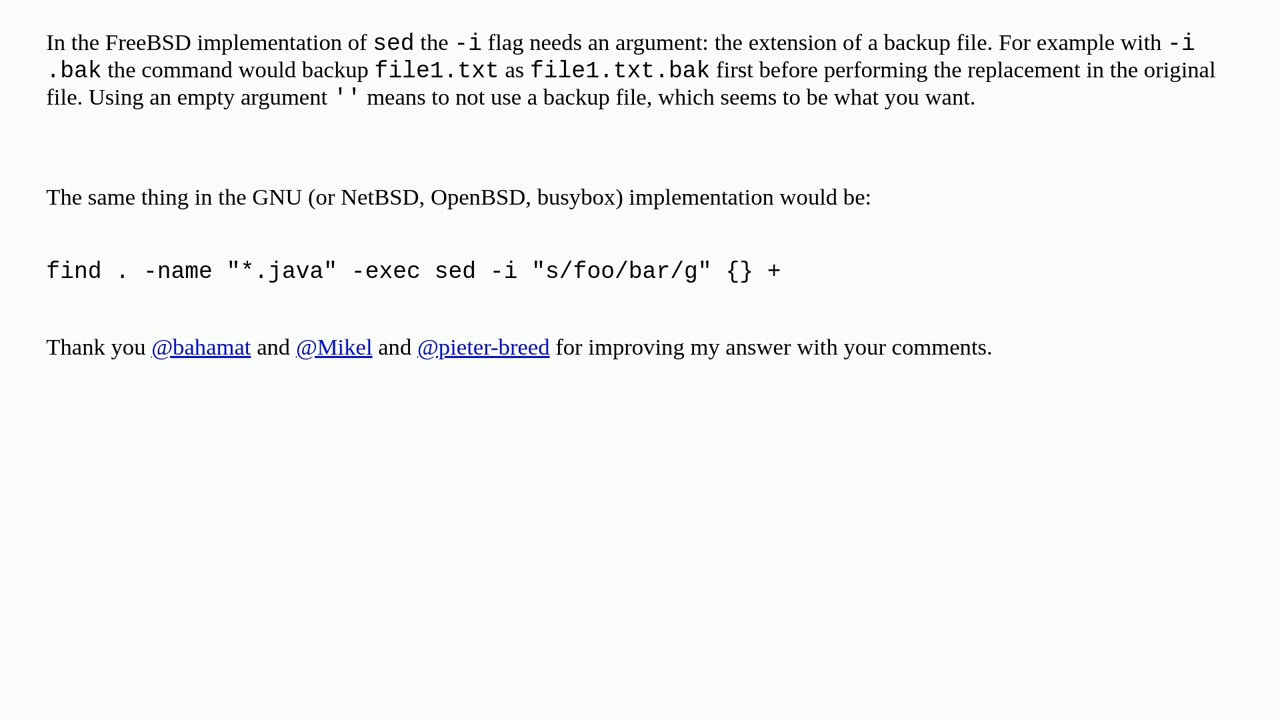 In the FreeBSD implementation of sed the -i flag needs an argument: the extension of a backup file. For example with -i
.bak the command would backup file1.txt as file1.txt.bak first before performing the replacement in the original
file. Using an empty argument '' means to not use a backup file, which seems to be what you want.
The same thing in the GNU (or NetBSD, OpenBSD, busybox) implementation would be:
find . -name "*.java" -exec sed -i "s/foo/bar/g" {} +
Thank you @bahamat and @Mikel and @pieter-breed for improving my answer with your comments.